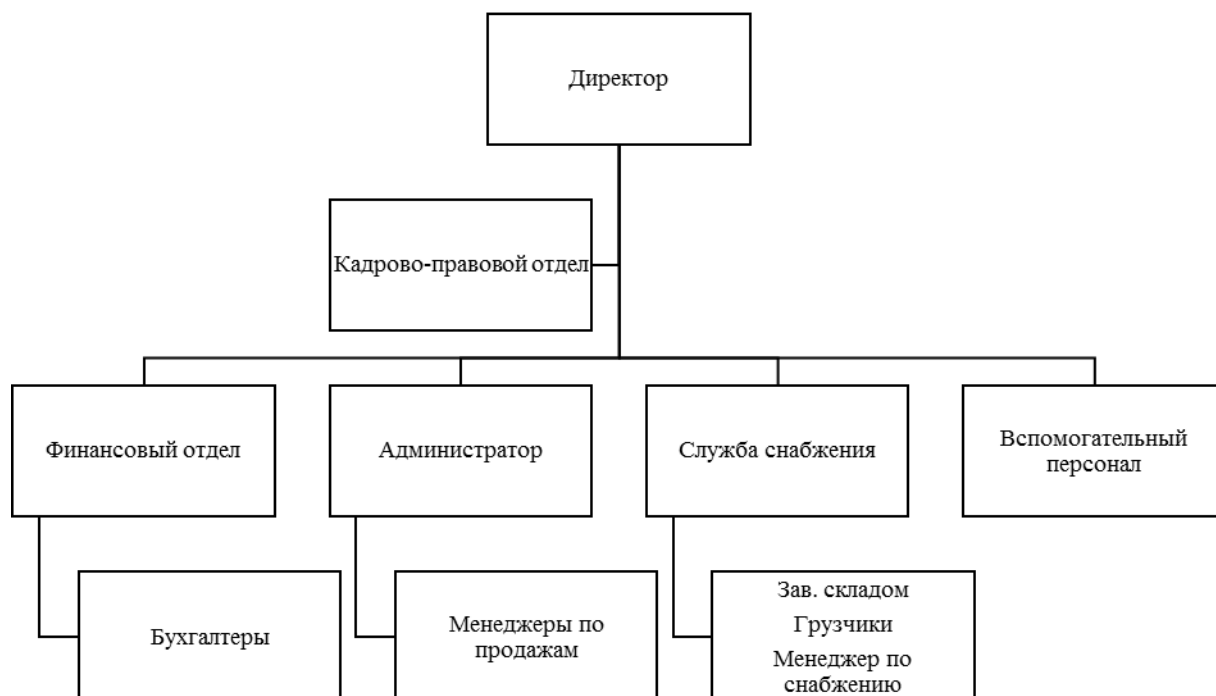 Директор
Кадрово-правовой отдел
Финансовый отдел
Администратор
Служба снабжения
Вспомогательный
персонал
Бухгалтеры
Менеджеры по
продажам
Зав. складом
Грузчики
Менеджер по
снабжению